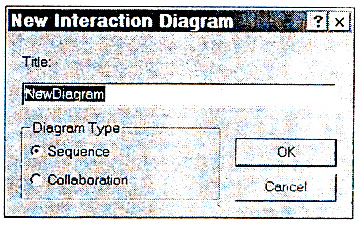 New Interaction Diagram ? ×
Title:
NewDiagram
Diagram Type
Sequence
OK
Collaboration
Cancel